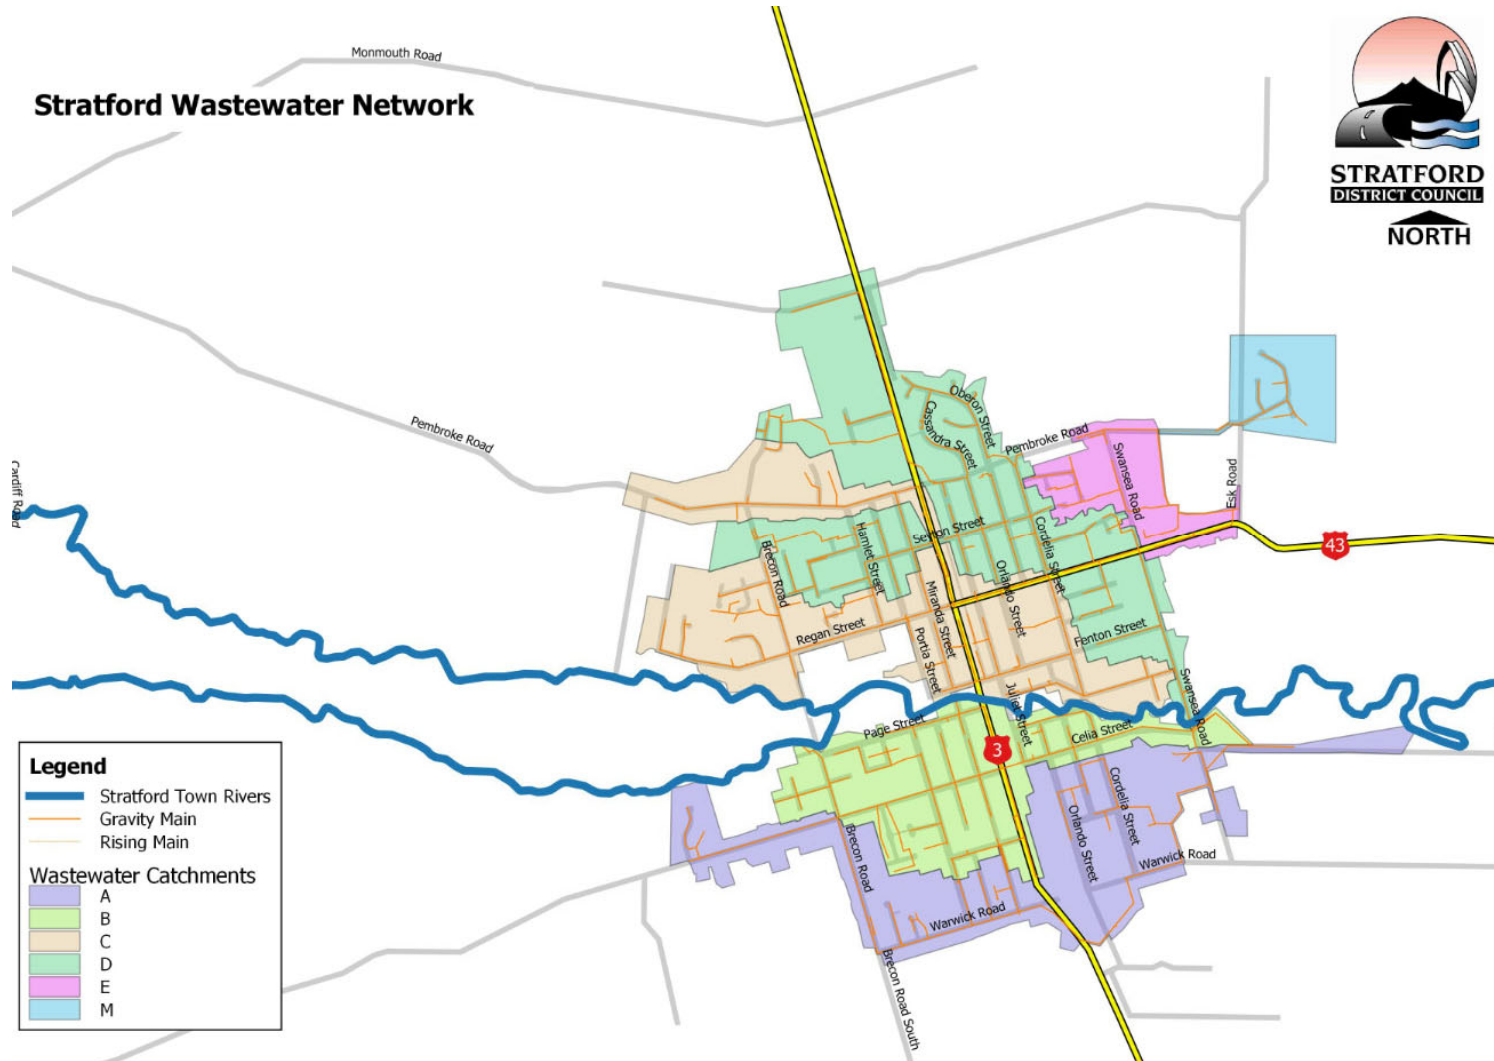 Monmouth Road
Stratford Wastewater Network
STRATFORD
DISTRICT COUNCIL
NORTH
Oberon Street
Cassandra Street
Pembroke Road
Pembroke Road
Swansea Road
Esk Road
Cardiff Road
Seyton Street
Cordelia Street
Hamlet Street
Brecon Road
43
Orlando Street
Miranda Street
Regan Street
Portia Street
Fenton Street
Juliet Street
Swansea Road
Page Street
Celia Street
3
Legend
Stratford Town Rivers
Gravity Main
Rising Main
Wastewater Catchments
A
B
C
D
E
M
Cordelia Street
Orlando Street
Brecon Road
Warwick Road
Warwick Road
Brecon Road South